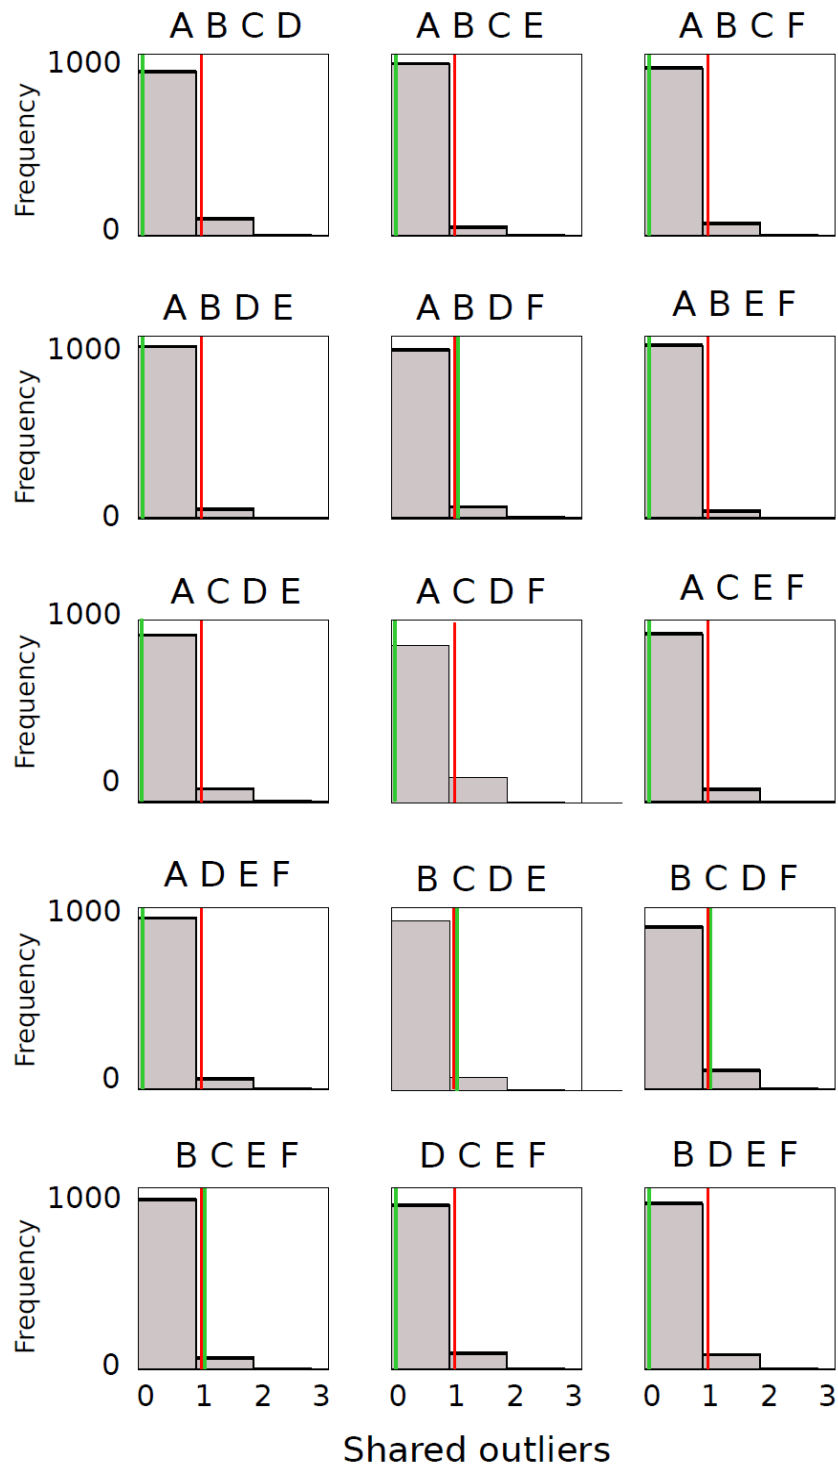 A B C D A B C E A B C F
1000
Frequency
0
A B D E A B D F A B E F
1000
Frequency
0
A C D E A C D F A C E F
1000
Frequency
0
A D E F B C D E B C D F
1000
Frequency
0
B C E F D C E F B D E F
1000
Frequency
0
0 1 2 3 0 1 2 3 0 1 2 3
Shared outliers